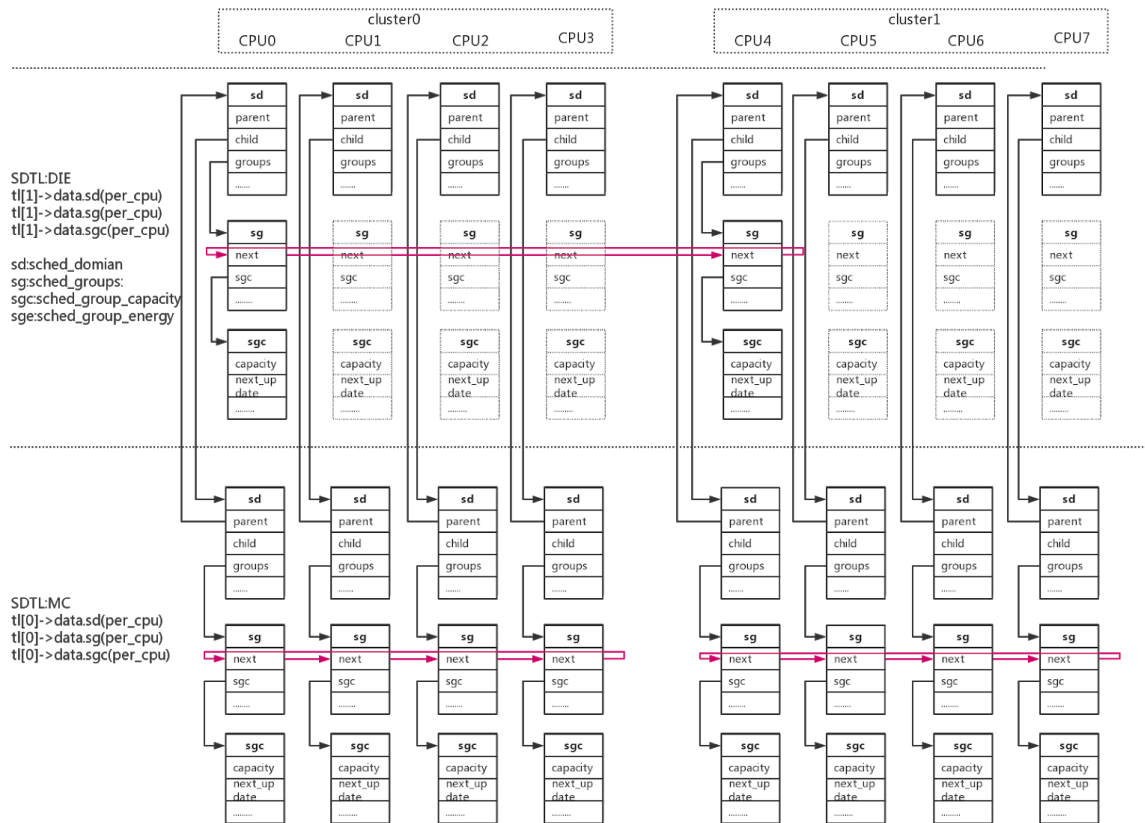 cluster0
cluster1
CPU0 CPU1 CPU2 CPU3 CPU4 CPU5 CPU6 CPU7
sd sd sd sd sd sd sd sd
parent parent parent parent parent parent parent parent
child child child child child child child child
groups groups groups groups groups groups groups groups
....... ....... ....... ....... ....... ....... ....... .......
SDTL:DIE
tl[1]->data.sd(per_cpu)
tl[1]->data.sg(per_cpu)
tl[1]->data.sgc(per_cpu)
sd:sched_domian
sg:sched_groups:
sgc:sched_group_capacity
sge:sched_group_energy
sg sg sg sg sg sg sg sg
next next next next next next next next
sgc sgc sgc sgc sgc sgc sgc sgc
........ ........ ........ ........ ........ ........ ........ ........
sgc sgc sgc sgc sgc sgc sgc sgc
capacity capacity capacity capacity capacity capacity capacity capacity
next_up next_up next_up next_up next_up next_up next_up next_up
date date date date date date date date
......... ......... ......... ......... ......... ......... ......... .........
sd sd sd sd sd sd sd sd
parent parent parent parent parent parent parent parent
child child child child child child child child
groups groups groups groups groups groups groups groups
....... ....... ....... ....... ....... ....... ....... .......
SDTL:MC
tl[0]->data.sd(per_cpu)
tl[0]->data.sg(per_cpu)
tl[0]->data.sgc(per_cpu)
sg sg sg sg sg sg sg sg
next next next next next next next next
sgc sgc sgc sgc sgc sgc sgc sgc
........ ........ ........ ........ ........ ........ ........ ........
sgc sgc sgc sgc sgc sgc sgc sgc
capacity capacity capacity capacity capacity capacity capacity capacity
next_up next_up next_up next_up next_up next_up next_up next_up
date date date date date date date date
......... ......... ......... ......... ......... ......... ......... .........